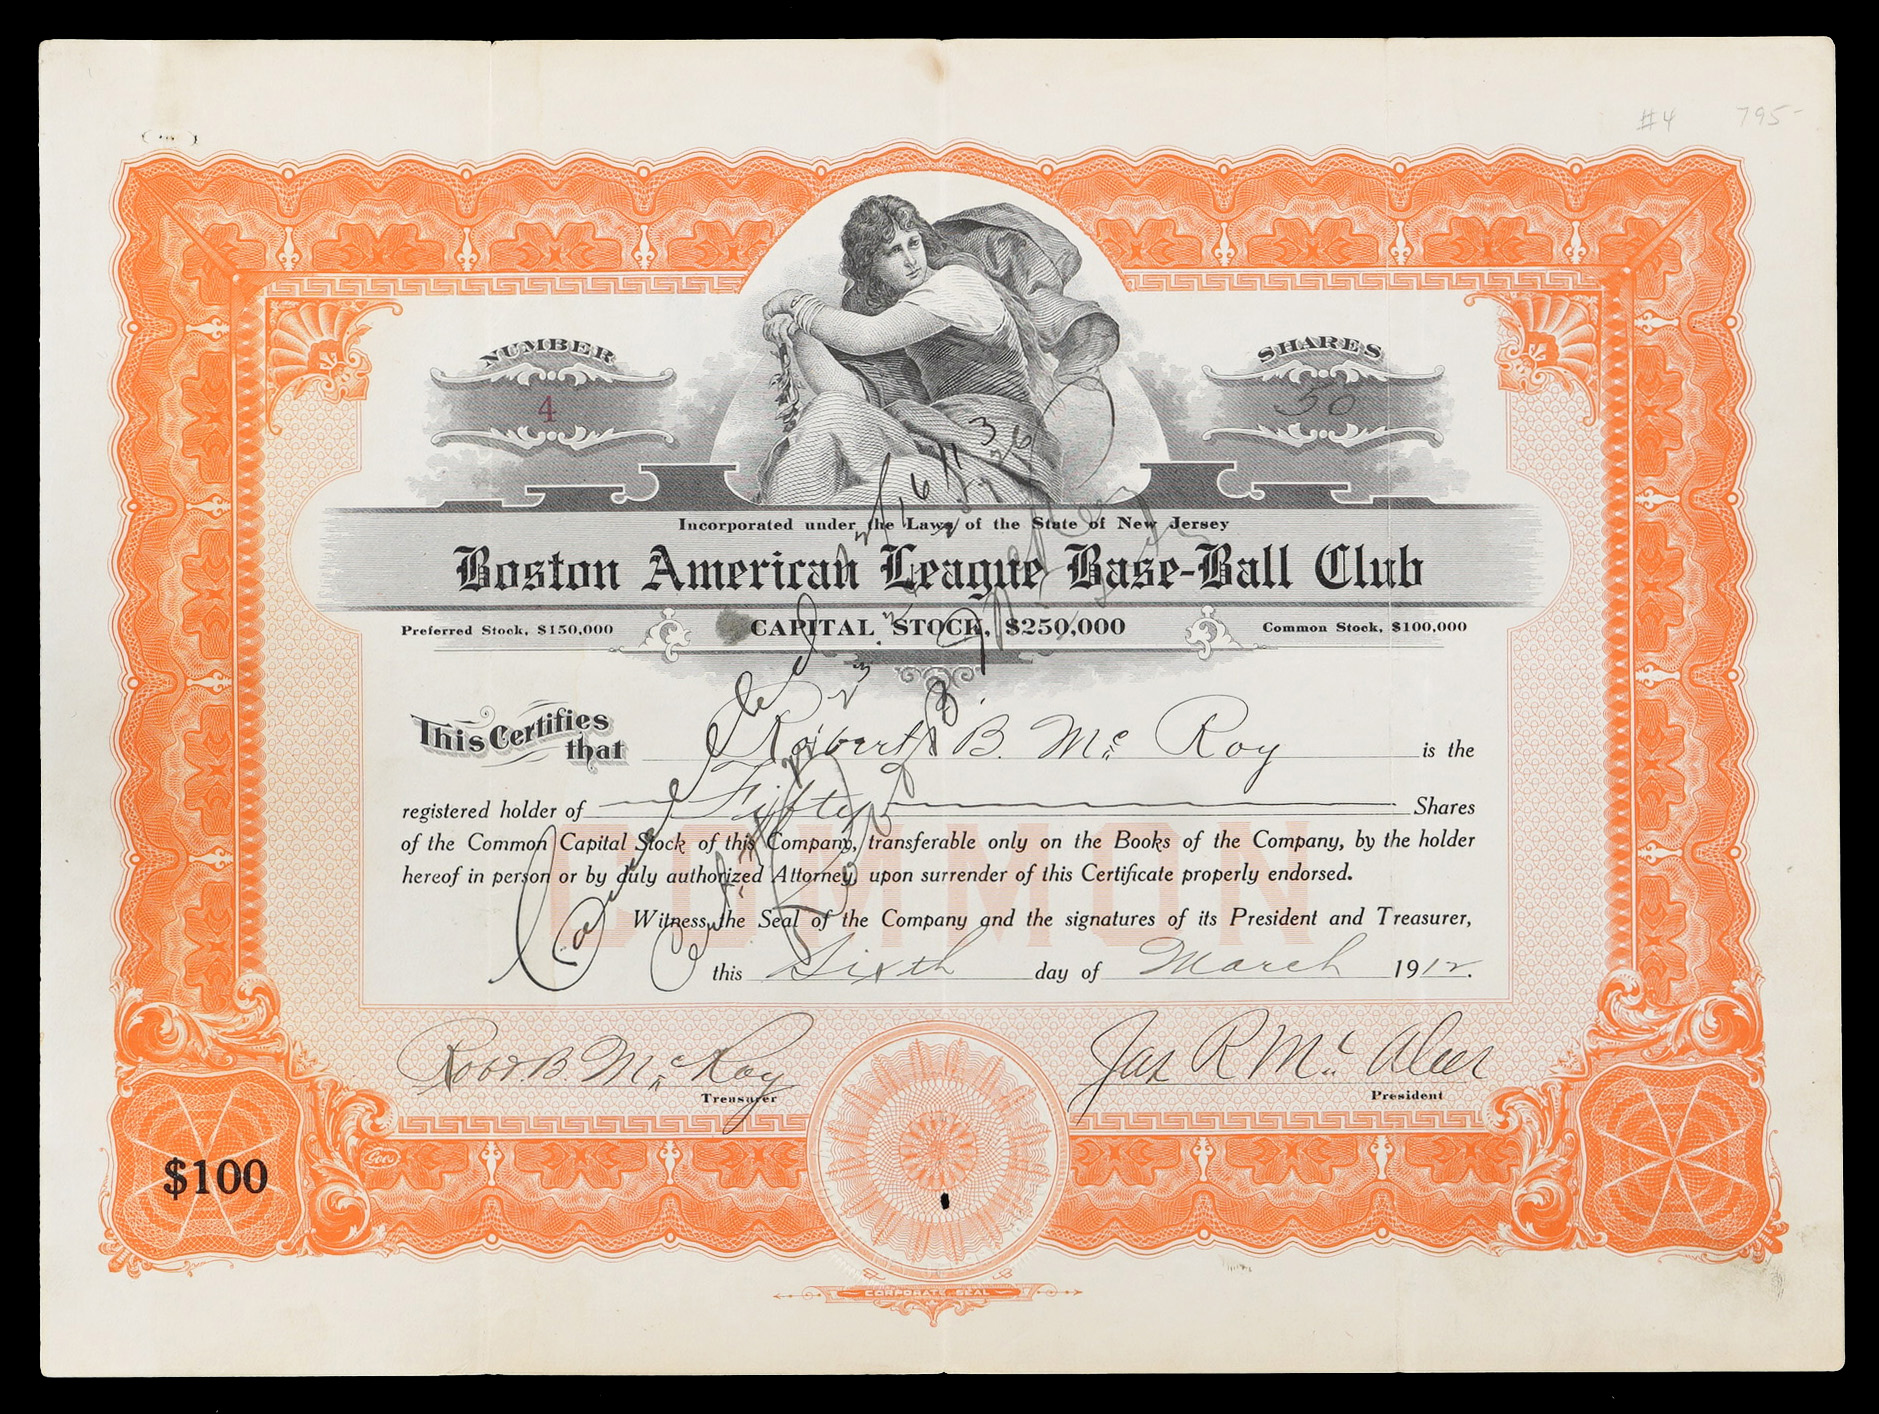 #4 795-
NUMBER
4
SHARES
50
Incorporated under the Laws of the State of New Jersey
Boston American League Base-Ball Club
Preferred Stock, $150,000 CAPITAL STOCK, $250,000 Common Stock, $100,000
This Certifies that Robert B. Mc Roy is the
registered holder of Fifty Shares
of the Common Capital Stock of this Company, transferable only on the Books of the Company, by the holder
hereof in person or by duly authorized Attorney, upon surrender of this Certificate properly endorsed.
COMMON
Witness, the Seal of the Company and the signatures of its President and Treasurer,
this Sixth day of March 1912.
Cancelled
Robt. B. McRoy
Treasurer
Jas R Mc Aleer
President
$100
CORPORATE SEAL